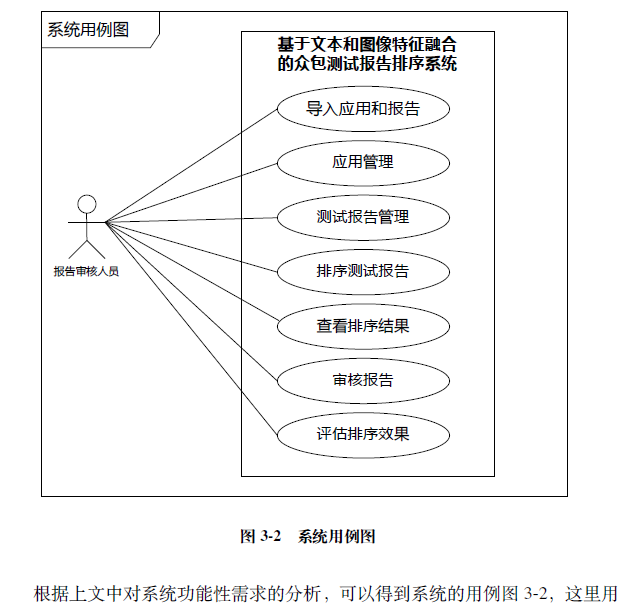 系统用例图
基于文本和图像特征融合
的众包测试报告排序系统
导入应用和报告
应用管理
测试报告管理
排序测试报告
查看排序结果
审核报告
评估排序效果
报告审核人员
图 3-2 系统用例图
根据上文中对系统功能性需求的分析，可以得到系统的用例图 3-2，这里用